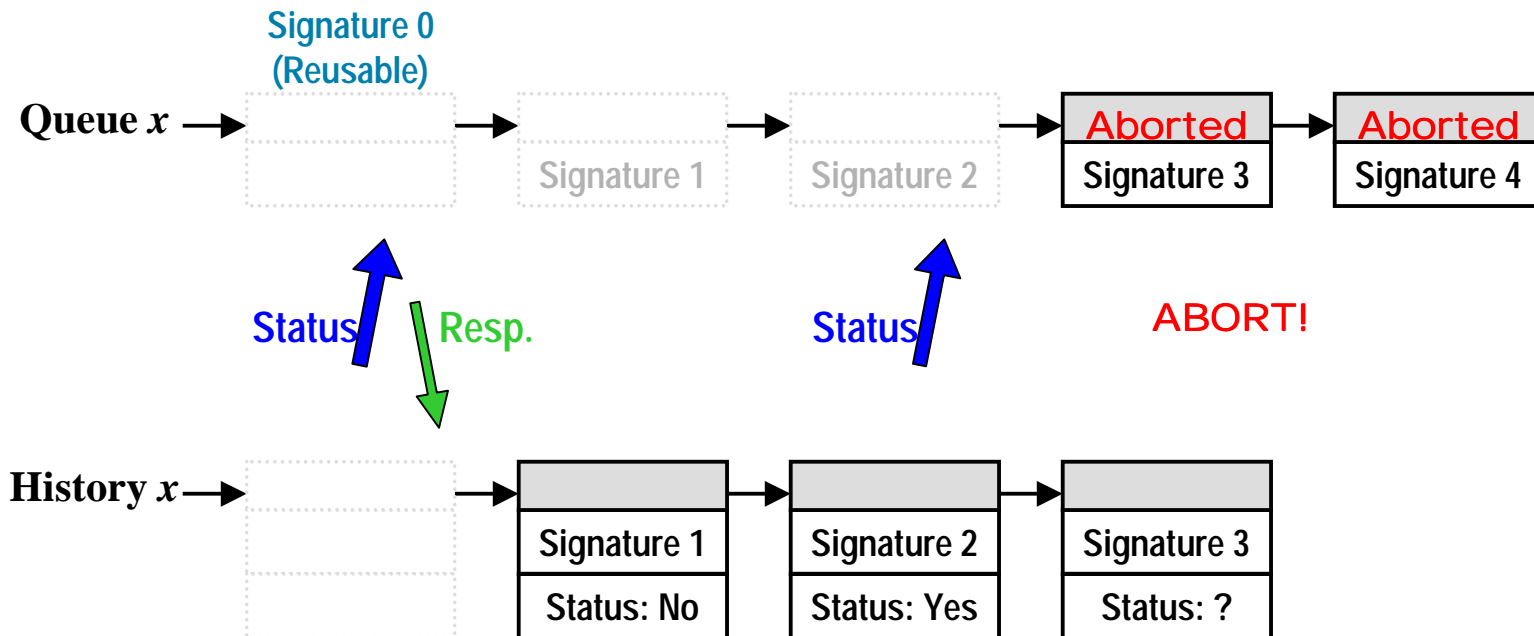 Signature 0
(Reusable)
Queue x
Aborted
Aborted
Signature 1
Signature 2
Signature 3
Signature 4
Status
Resp.
Status
ABORT!
History x
Signature 1
Signature 2
Signature 3
Status: No
Status: Yes
Status: ?